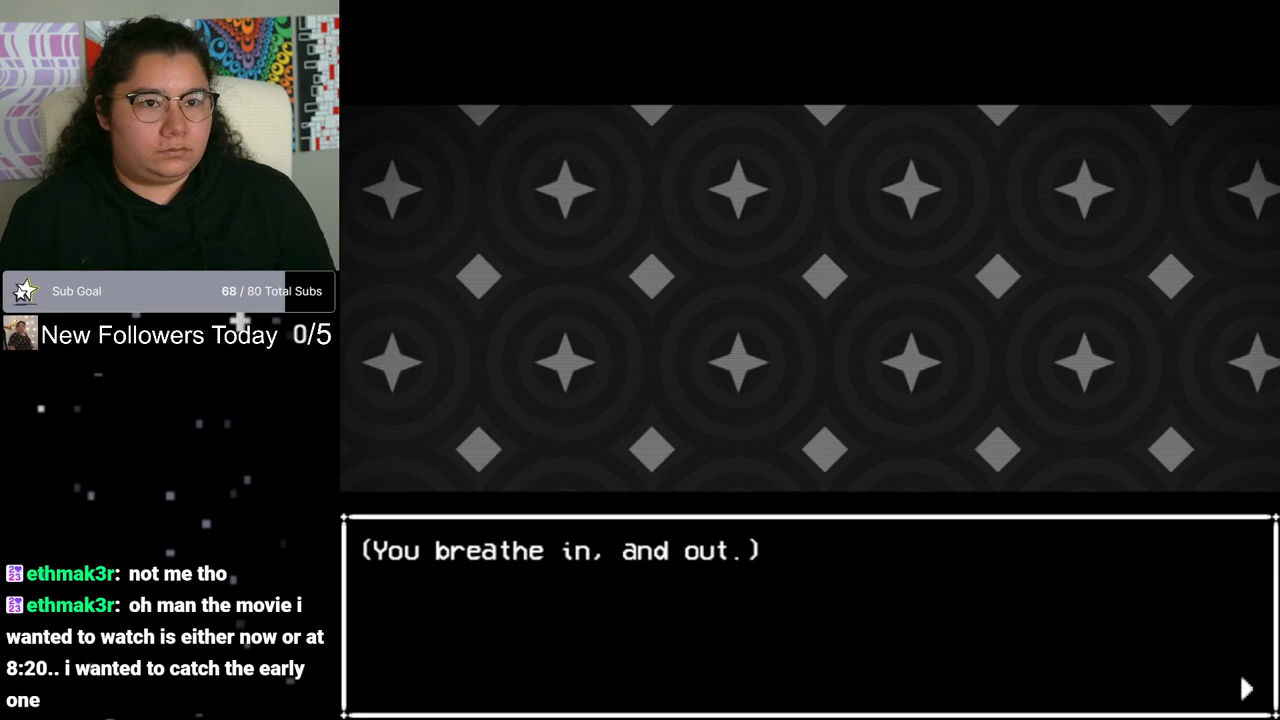 Sub Goal 68 / 80 Total Subs
New Followers Today 0/5
ethmak3r: not me tho
ethmak3r: oh man the movie i
wanted to watch is either now or at
8:20.. i wanted to catch the early
one
(You breathe in, and out.)